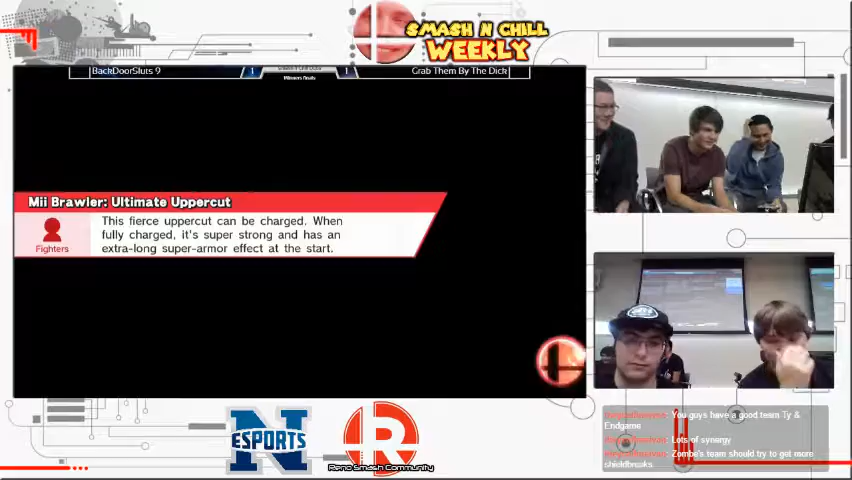 SMASH N CHILL
WEEKLY
BackDoorSluts 9
1
1
Grab Them By The Dick
Winners finals
Mii Brawler: Ultimate Uppercut
This fierce uppercut can be charged. When
fully charged, it's super strong and has an
extra-long super-armor effect at the start.
Fighters
You guys have a good team Ty &
Endgame
Lots of synergy
Zombe's team should try to get more
shieldbreaks
N
ESPORTS
R
Reno Smash Community